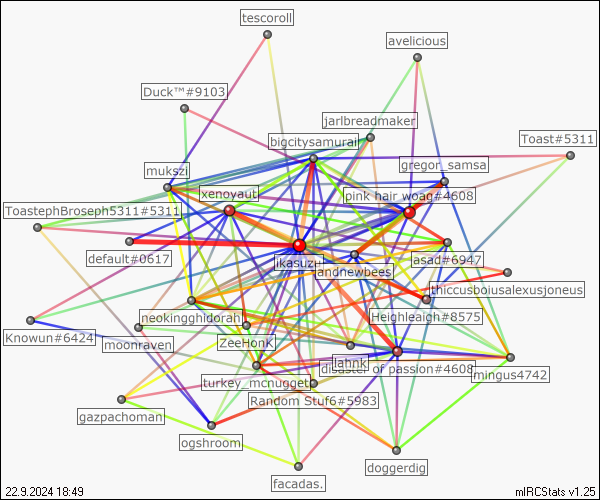 tescoroll
avelicious
Duck™#9103
jarlbreadmaker
bigcitysamurai
Toast#5311
gregor_samsa
mukszi
xenoyaut
pink hair woag#4608
ToastephBroseph5311#5311
default#0617
ikasuzu
asad#6947
andnewbees
thiccusboiusalexusjoneus
neokingghidorah
Heighleaigh#8575
Knowun#6424
moonraven
ZeeHonK
lahnk
disaster of passion#4608
mingus4742
turkey_mcnugget
Random Stuf6#5983
gazpachoman
ogshroom
doggerdig
facadas.
22.9.2024 18:49
mIRCStats v1.25